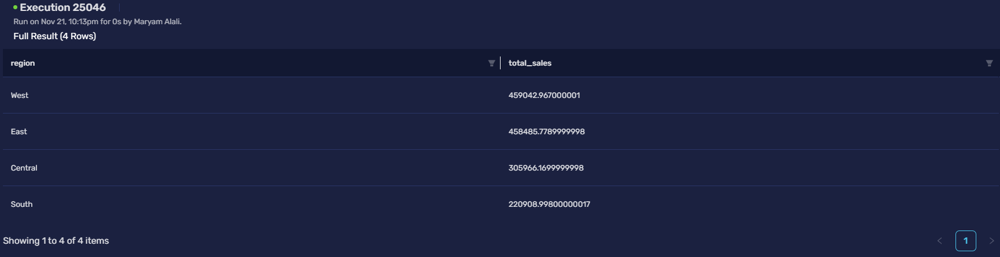 Execution 25046
Run on Nov 21, 10:13pm for 0s by Maryam Alali.
Full Result (4 Rows)
region total_sales
West 459042.967000001
East 458485.7789999998
Central 305966.1699999998
South 220908.99800000017
Showing 1 to 4 of 4 items 1